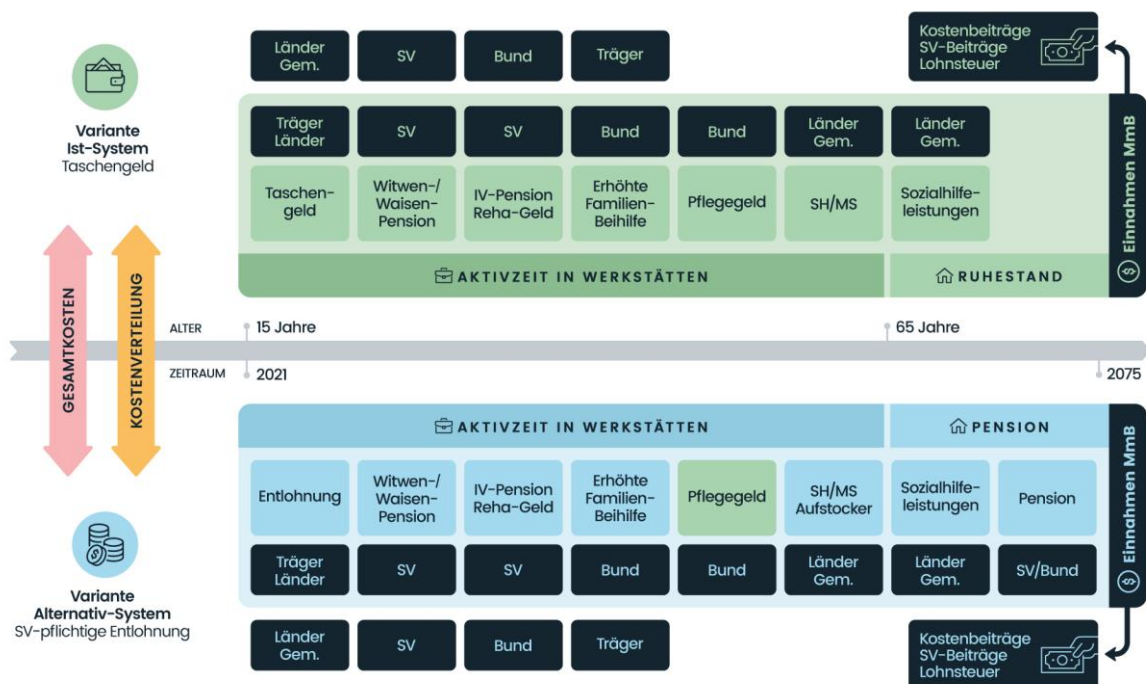 Länder
Gem.
SV
Bund
Träger
Kostenbeiträge
SV-Beiträge
Lohnsteuer
Variante
Ist-System
Taschengeld
Träger
Länder
SV
SV
Bund
Bund
Länder
Gem.
Länder
Gem.
Taschen-
geld
Witwen-/
Waisen-
Pension
IV-Pension
Reha-Geld
Erhöhte
Familien-
Beihilfe
Pflegegeld
SH/MS
Sozialhilfe-
leistungen
AKTIVZEIT IN WERKSTÄTTEN
RUHESTAND
Einnahmen MmB
GESAMTKOSTEN
KOSTENVERTEILUNG
ALTER
15 Jahre
65 Jahre
ZEITRAUM
2021
2075
AKTIVZEIT IN WERKSTÄTTEN
PENSION
Entlohnung
Witwen-/
Waisen-
Pension
IV-Pension
Reha-Geld
Erhöhte
Familien-
Beihilfe
Pflegegeld
SH/MS
Aufstocker
Sozialhilfe-
leistungen
Pension
Träger
Länder
SV
SV
Bund
Bund
Länder
Gem.
Länder
Gem.
SV/Bund
Einnahmen MmB
Variante
Alternativ-System
SV-pflichtige Entlohnung
Länder
Gem.
SV
Bund
Träger
Kostenbeiträge
SV-Beiträge
Lohnsteuer